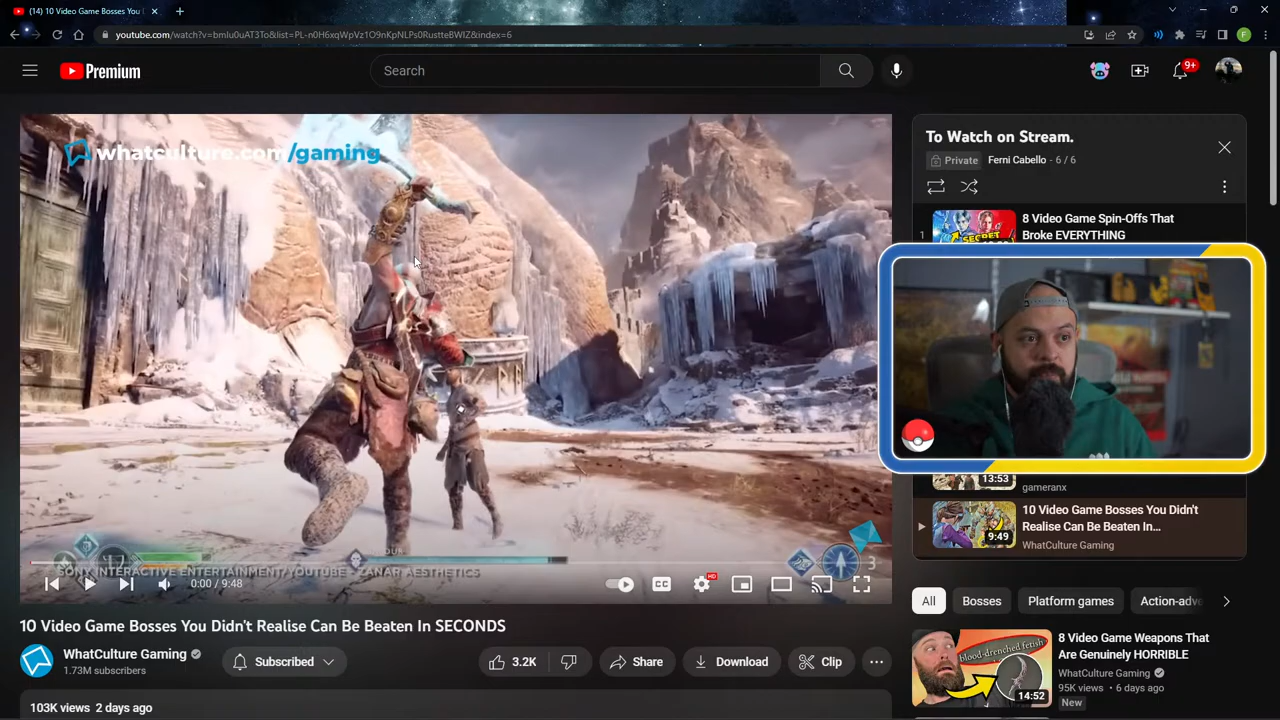 (14) 10 Video Game Bosses You
youtube.com/watch?v=bmIu0uAT3To&list=PL-n0H6xqWpVz1O9nKpNLPs0RustteBWIZ&index=6
Premium
Search
9+
F
whatculture.com/gaming
To Watch on Stream.
Private
Ferni Cabello - 6 / 6
1
SECRET
8 Video Game Spin-Offs That
Broke EVERYTHING
13:53
gameranx
10 Video Game Bosses You Didn't
Realise Can Be Beaten In…
9:49
WhatCulture Gaming
3
SONY INTERACTIVE ENTERTAINMENT/YOUTUBE - ZANAR AESTHETICS
0:00 / 9:48
CC
HD
10 Video Game Bosses You Didn't Realise Can Be Beaten In SECONDS
WhatCulture Gaming
1.73M subscribers
Subscribed
3.2K
Share
Download
Clip
103K views 2 days ago
All
Bosses
Platform games
Action-adve
blood-drenched fetish
14:52
8 Video Game Weapons That
Are Genuinely HORRIBLE
WhatCulture Gaming
95K views • 6 days ago
New